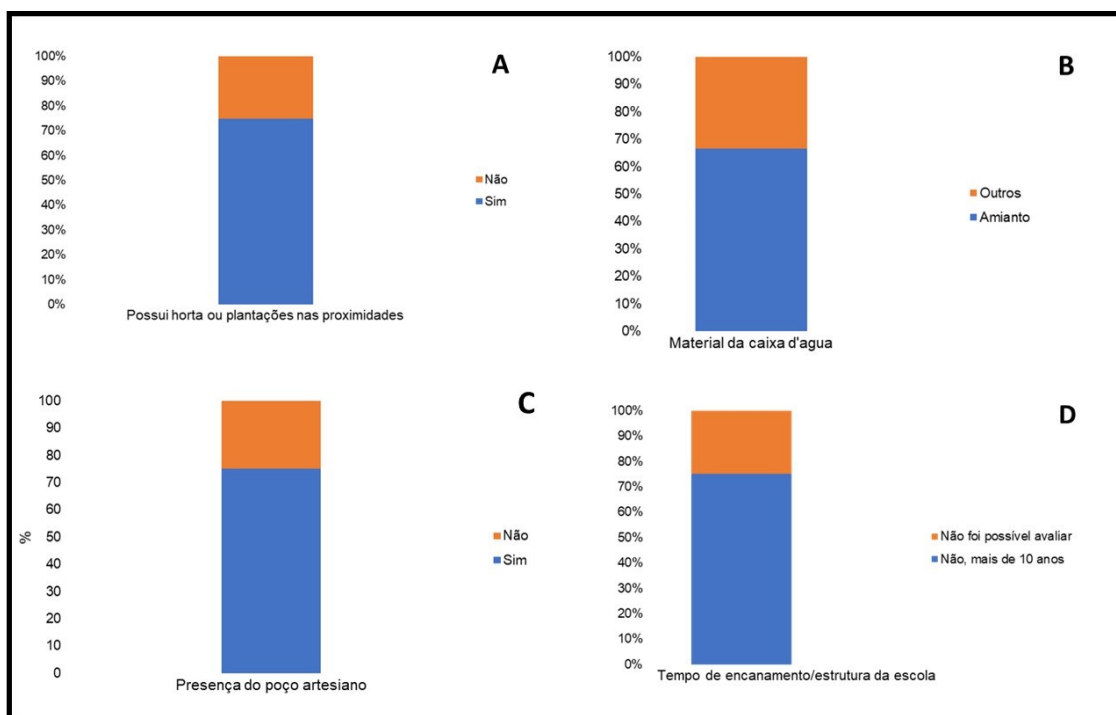 A
100%
90%
80%
70%
60%
50%
40%
30%
20%
10%
0%
Não
Sim
Possui horta ou plantações nas proximidades
B
100%
90%
80%
70%
60%
50%
40%
30%
20%
10%
0%
Outros
Amianto
Material da caixa d'agua
C
100
90
80
70
60
50
40
30
20
10
0
%
Não
Sim
Presença do poço artesiano
D
100%
90%
80%
70%
60%
50%
40%
30%
20%
10%
0%
Não foi possível avaliar
Não, mais de 10 anos
Tempo de encanamento/estrutura da escola